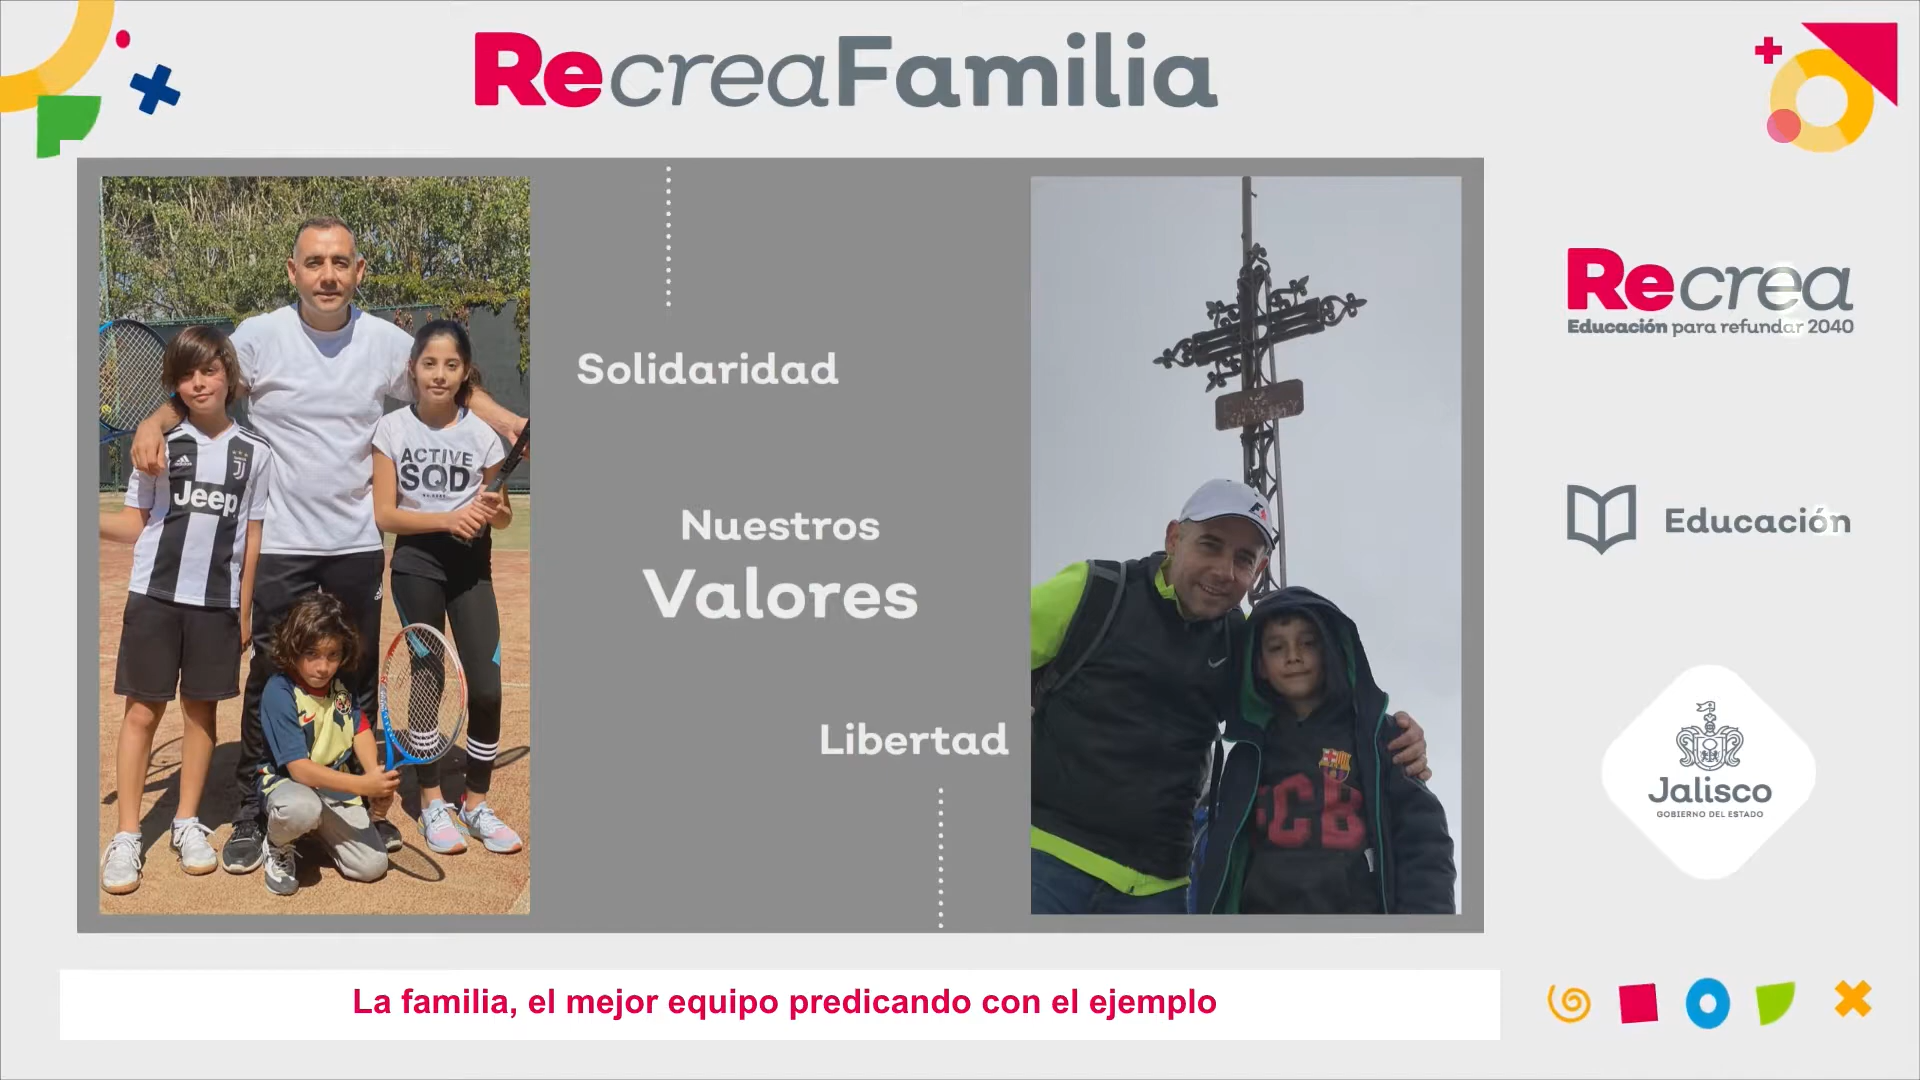 RecreaFamilia
Solidaridad
Nuestros
Valores
Libertad
ACTIVE
SQD
Jeep
FCB
Recrea
Educación para refundar 2040
Educación
Jalisco
GOBIERNO DEL ESTADO
La familia, el mejor equipo predicando con el ejemplo